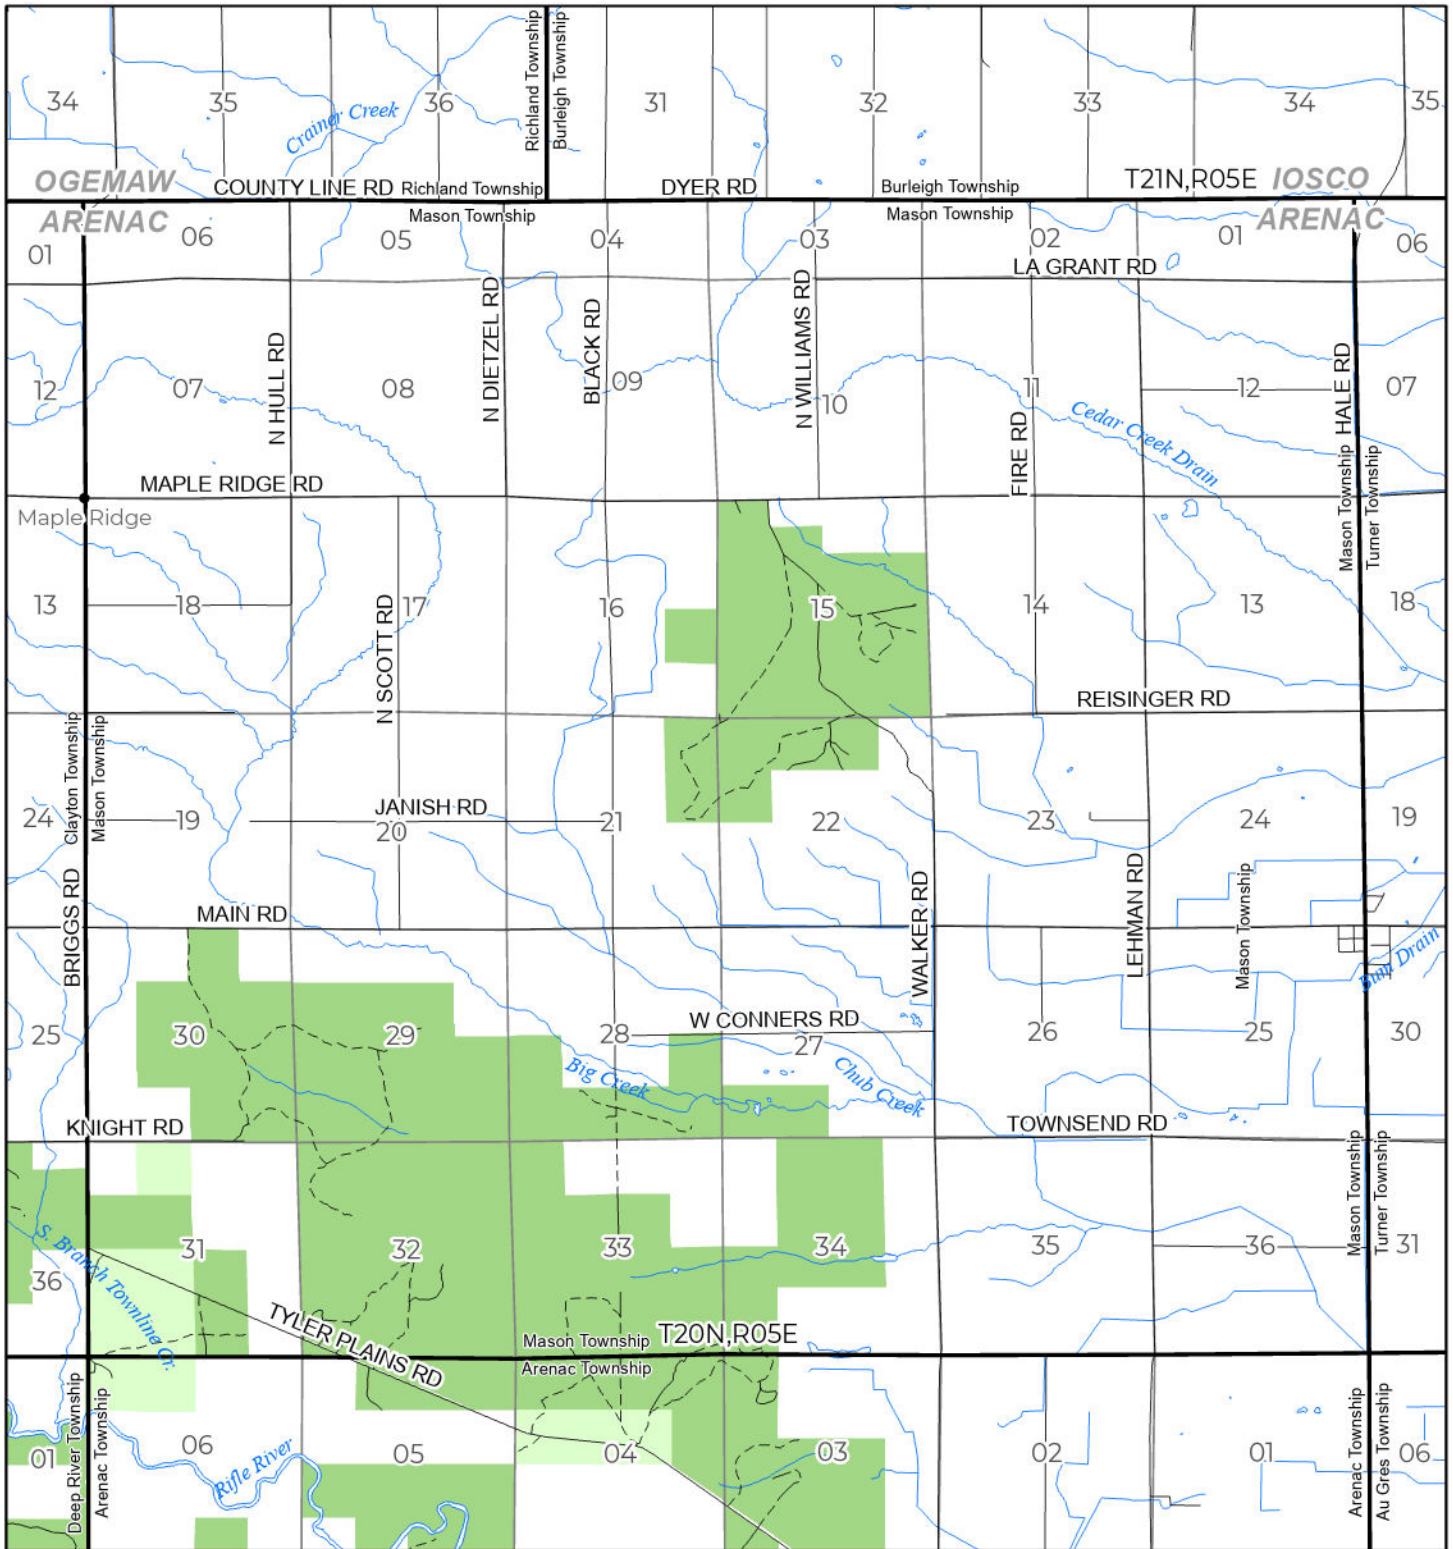 Richland Township
Burleigh Township
34
35
36
31
32
33
34
35
Crainer Creek
OGEMAW
COUNTY LINE RD
Richland Township
DYER RD
Burleigh Township
T21N,R05E
IOSCO
ARENAC
Mason Township
Mason Township
ARENAC
01
06
05
04
03
02
01
06
LA GRANT RD
N HULL RD
N DIETZEL RD
BLACK RD
N WILLIAMS RD
FIRE RD
HALE RD
12
07
08
09
10
11
12
07
Cedar Creek Drain
MAPLE RIDGE RD
Maple Ridge
Mason Township
Turner Township
13
18
N SCOTT RD
17
16
15
14
13
18
REISINGER RD
Clayton Township
Mason Township
24
19
JANISH RD
20
21
22
23
24
19
BRIGGS RD
MAIN RD
WALKER RD
LEHMAN RD
Mason Township
Burn Drain
25
30
29
28
W CONNERS RD
27
26
25
30
Big Creek
Chub Creek
KNIGHT RD
TOWNSEND RD
Mason Township
Turner Township
S. Branch Townline Cr.
36
31
32
33
34
35
36
31
TYLER PLAINS RD
Mason Township
T20N,R05E
Arenac Township
Deep River Township
Arenac Township
Arenac Township
Au Gres Township
01
06
Rifle River
05
04
03
02
01
06